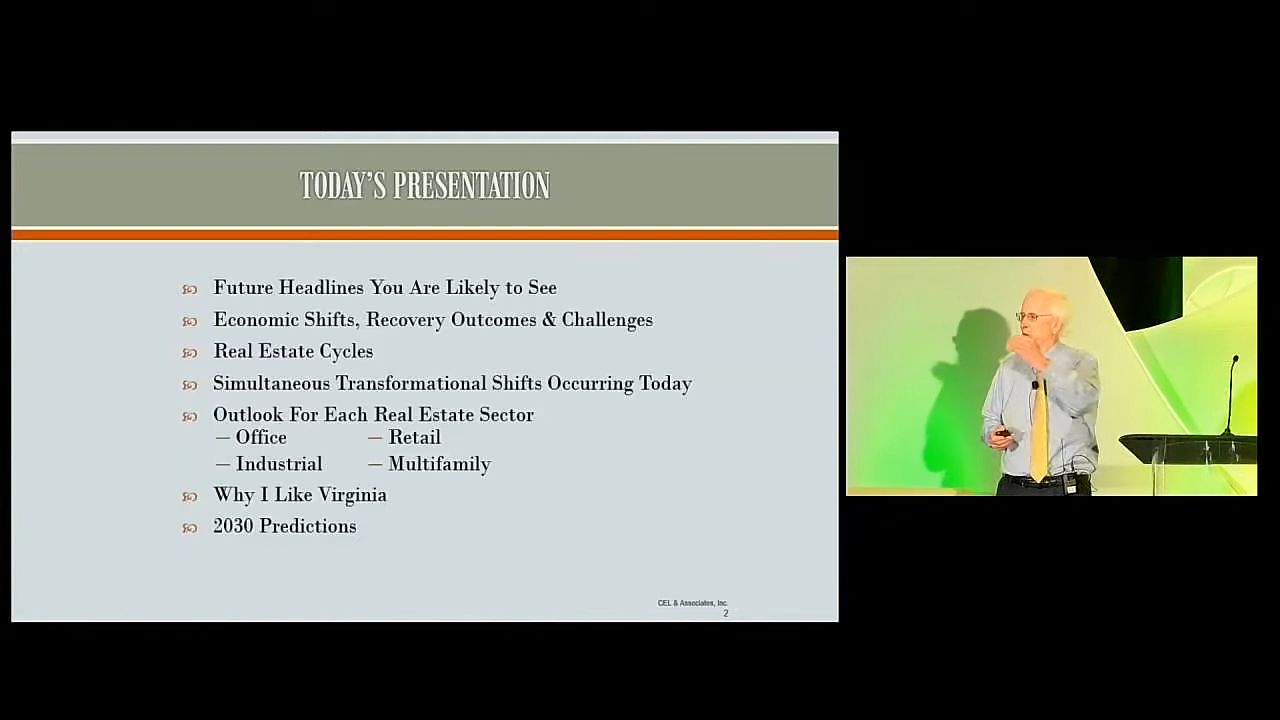 TODAY'S PRESENTATION
Future Headlines You Are Likely to See
Economic Shifts, Recovery Outcomes & Challenges
Real Estate Cycles
Simultaneous Transformational Shifts Occurring Today
Outlook For Each Real Estate Sector
– Office – Retail
– Industrial – Multifamily
Why I Like Virginia
2030 Predictions
CEL & Associates, Inc.
2